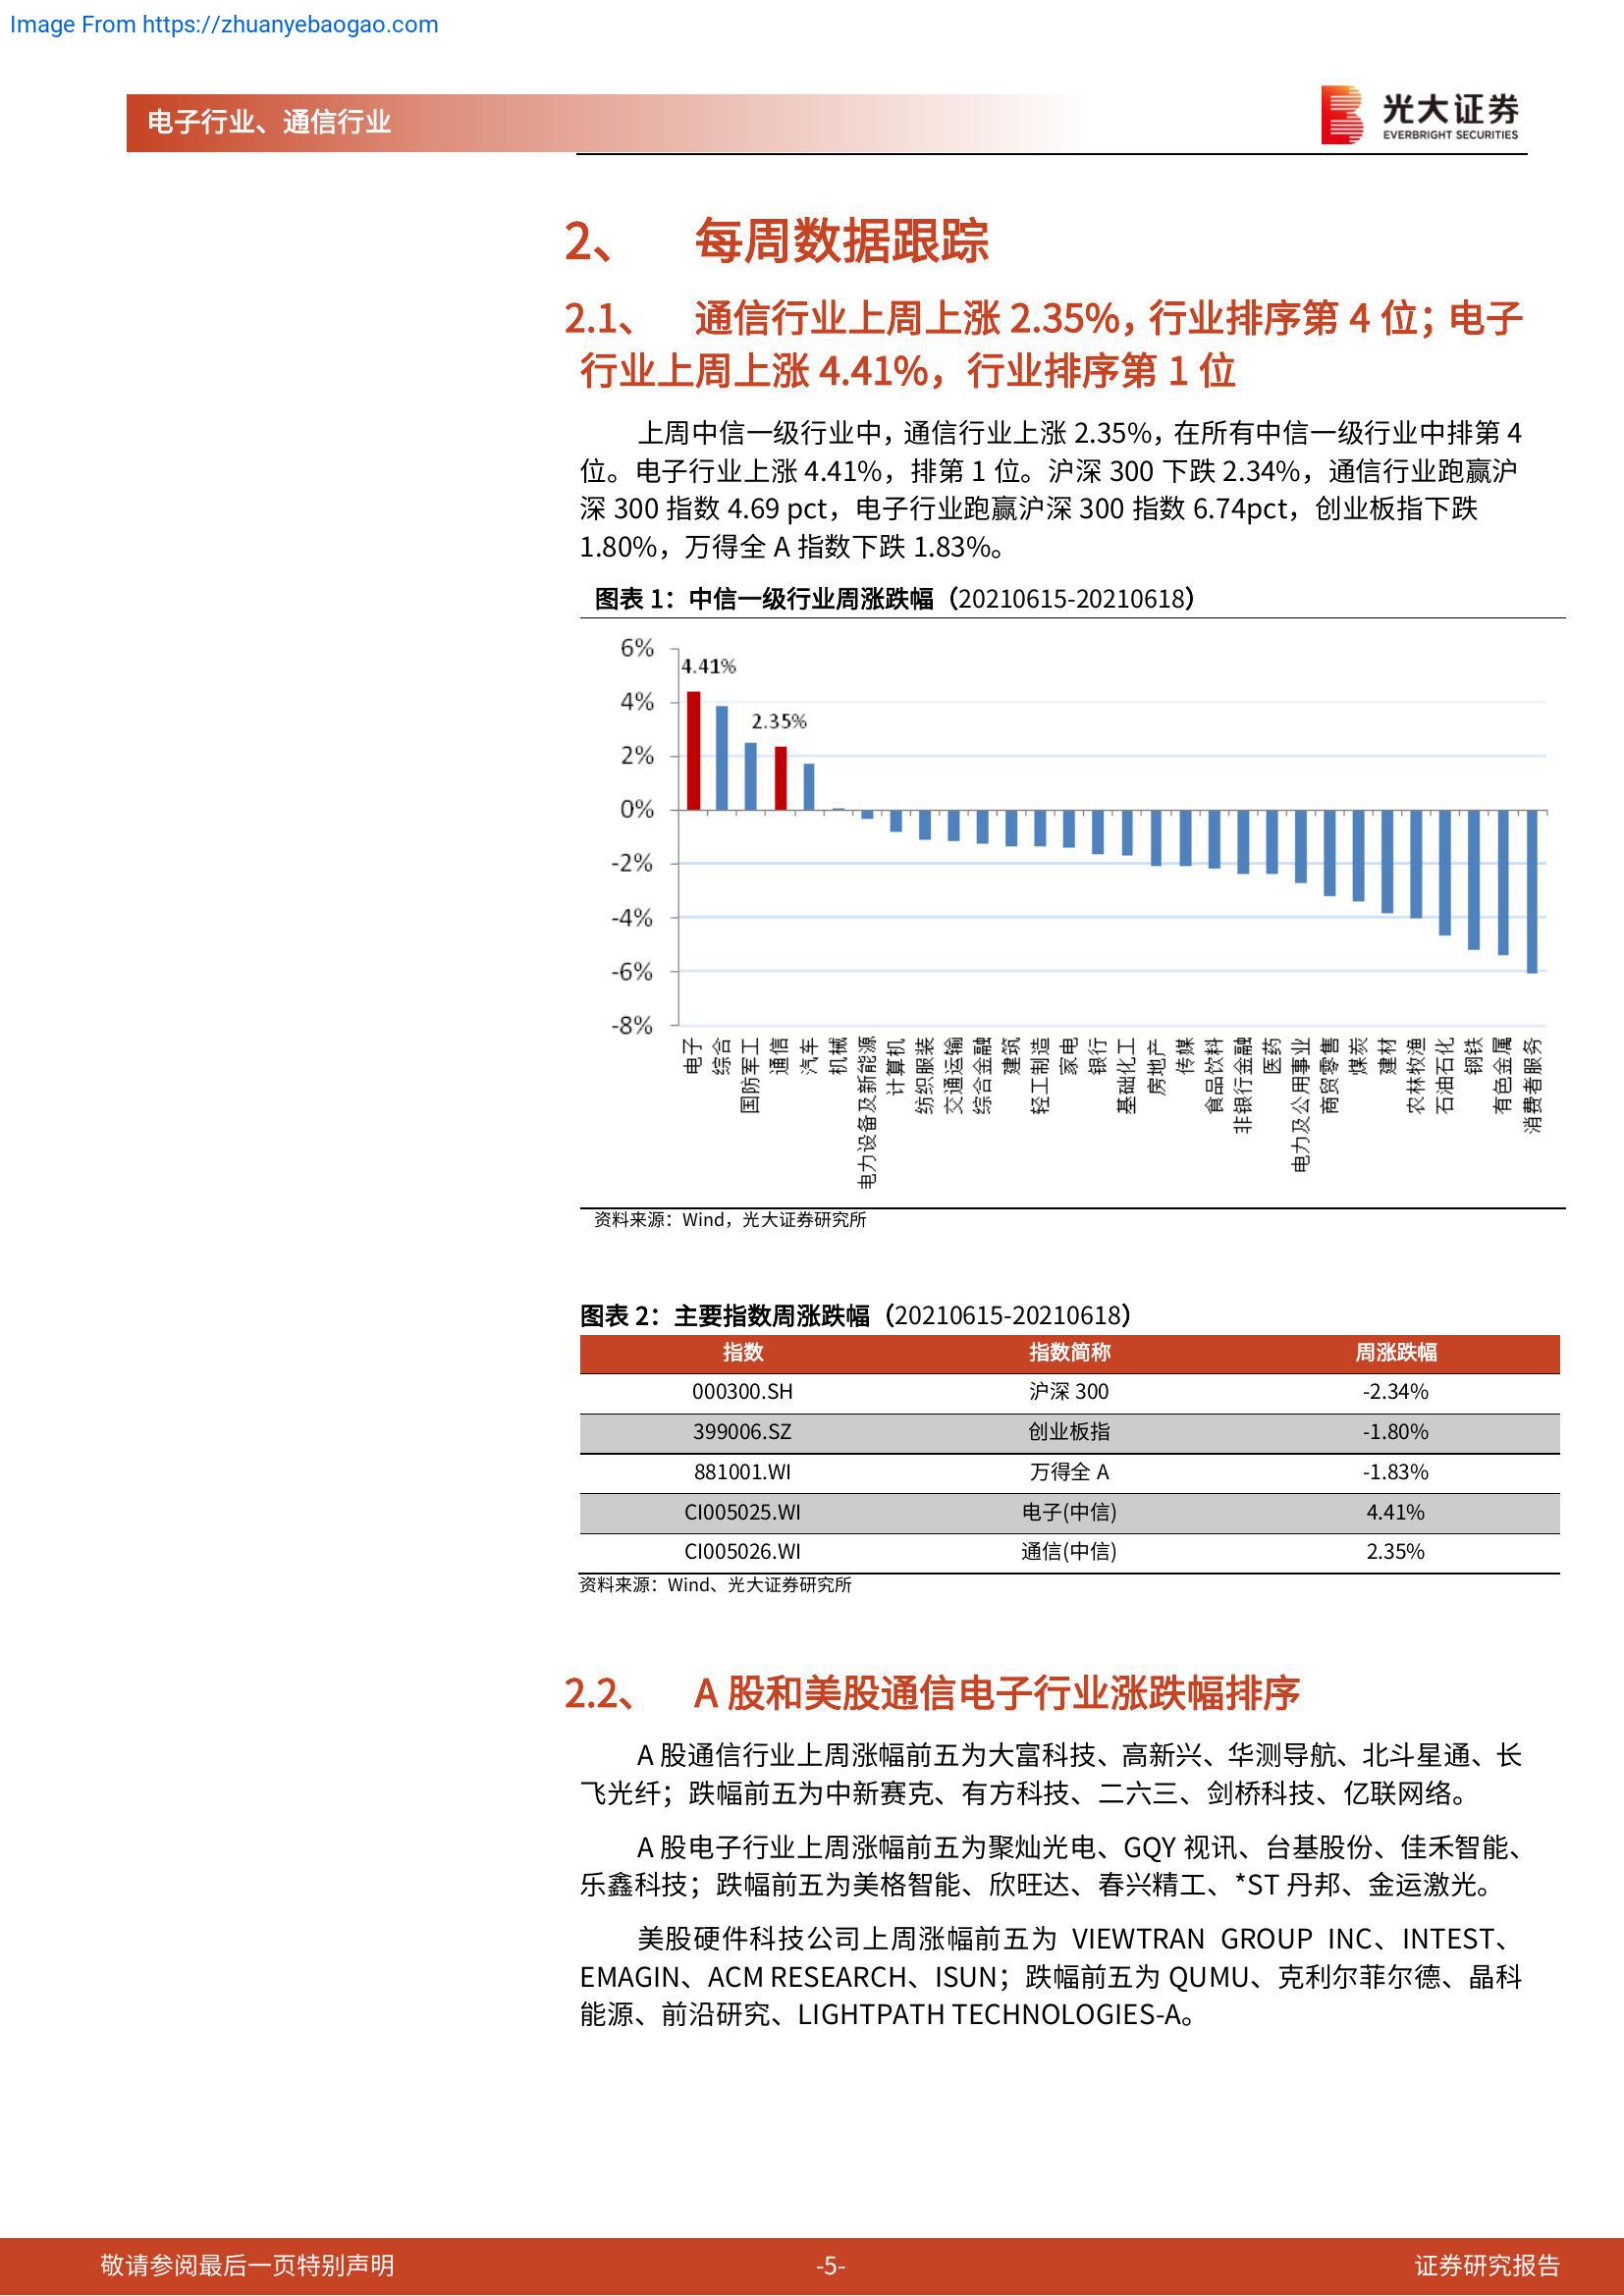 Image From https://zhuanyebaogao.com
电子行业、通信行业
光大证券
EVERBRIGHT SECURITIES
2、 每周数据跟踪
2.1、 通信行业上周上涨 2.35%，行业排序第 4 位；电子
行业上周上涨 4.41%，行业排序第 1 位
上周中信一级行业中，通信行业上涨 2.35%，在所有中信一级行业中排第 4
位。电子行业上涨 4.41%，排第 1 位。沪深 300 下跌 2.34%，通信行业跑赢沪
深 300 指数 4.69 pct，电子行业跑赢沪深 300 指数 6.74pct，创业板指下跌
1.80%，万得全 A 指数下跌 1.83%。
图表 1：中信一级行业周涨跌幅（20210615-20210618）
6%
4%
2%
0%
-2%
-4%
-6%
-8%
4.41%
2.35%
电子
综合
国防军工
通信
汽车
机械
电力设备及新能源
计算机
纺织服装
交通运输
综合金融
建筑
轻工制造
家电
银行
基础化工
房地产
传媒
食品饮料
非银行金融
医药
电力及公用事业
商贸零售
煤炭
建材
农林牧渔
石油石化
钢铁
有色金属
消费者服务
资料来源：Wind，光大证券研究所
图表 2：主要指数周涨跌幅（20210615-20210618）
指数 指数简称 周涨跌幅
000300.SH 沪深 300 -2.34%
399006.SZ 创业板指 -1.80%
881001.WI 万得全 A -1.83%
CI005025.WI 电子(中信) 4.41%
CI005026.WI 通信(中信) 2.35%
资料来源：Wind、光大证券研究所
2.2、 A 股和美股通信电子行业涨跌幅排序
A 股通信行业上周涨幅前五为大富科技、高新兴、华测导航、北斗星通、长
飞光纤；跌幅前五为中新赛克、有方科技、二六三、剑桥科技、亿联网络。
A 股电子行业上周涨幅前五为聚灿光电、GQY 视讯、台基股份、佳禾智能、
乐鑫科技；跌幅前五为美格智能、欣旺达、春兴精工、*ST 丹邦、金运激光。
美股硬件科技公司上周涨幅前五为 VIEWTRAN GROUP INC、INTEST、
EMAGIN、ACM RESEARCH、ISUN；跌幅前五为 QUMU、克利尔菲尔德、晶科
能源、前沿研究、LIGHTPATH TECHNOLOGIES-A。
敬请参阅最后一页特别声明 -5- 证券研究报告